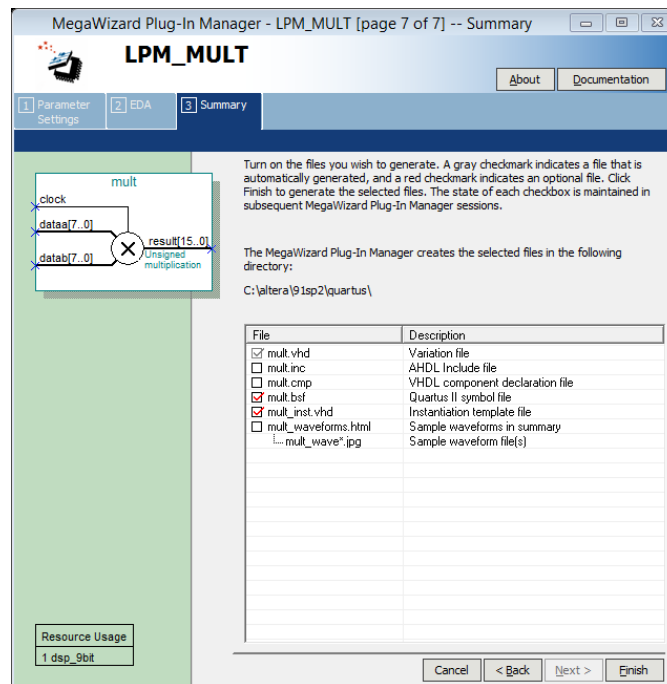 MegaWizard Plug-In Manager - LPM_MULT [page 7 of 7] -- Summary
LPM_MULT
About
Documentation
1 Parameter Settings
2 EDA
3 Summary
mult
clock
dataa[7..0]
datab[7..0]
result[15..0]
Unsigned
multiplication
Turn on the files you wish to generate. A gray checkmark indicates a file that is
automatically generated, and a red checkmark indicates an optional file. Click
Finish to generate the selected files. The state of each checkbox is maintained in
subsequent MegaWizard Plug-In Manager sessions.
The MegaWizard Plug-In Manager creates the selected files in the following
directory:
C:\altera\91sp2\quartus\
File Description
mult.vhd Variation file
mult.inc AHDL Include file
mult.cmp VHDL component declaration file
mult.bsf Quartus II symbol file
mult_inst.vhd Instantiation template file
mult_waveforms.html Sample waveforms in summary
mult_wave*.jpg Sample waveform file(s)
Resource Usage
1 dsp_9bit
Cancel
< Back
Next >
Finish